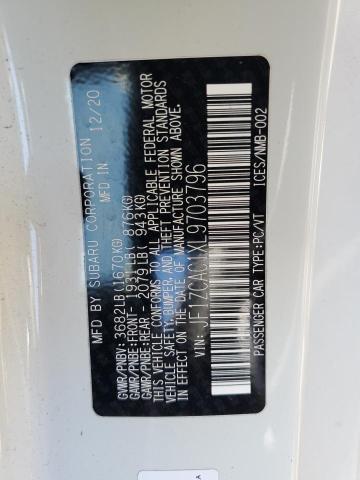 MFD BY SUBARU CORPORATION 12/20
MFD IN
GVWR/PNBV: 3682LB(1670KG)
GAWR/PNBE:FRONT- 1931LB( 876KG)
GAWR/PNBE:REAR - 2079LB( 943KG)
THIS VEHICLE CONFORMS TO ALL APPLICABLE FEDERAL MOTOR
VEHICLE SAFETY, BUMPER, AND THEFT PREVENTION STANDARDS
IN EFFECT ON THE DATE OF MANUFACTURE SHOWN ABOVE.
VIN: JF1ZCAC1XL9703796
PASSENGER CAR TYPE:PC/VT ICES/NMB-002